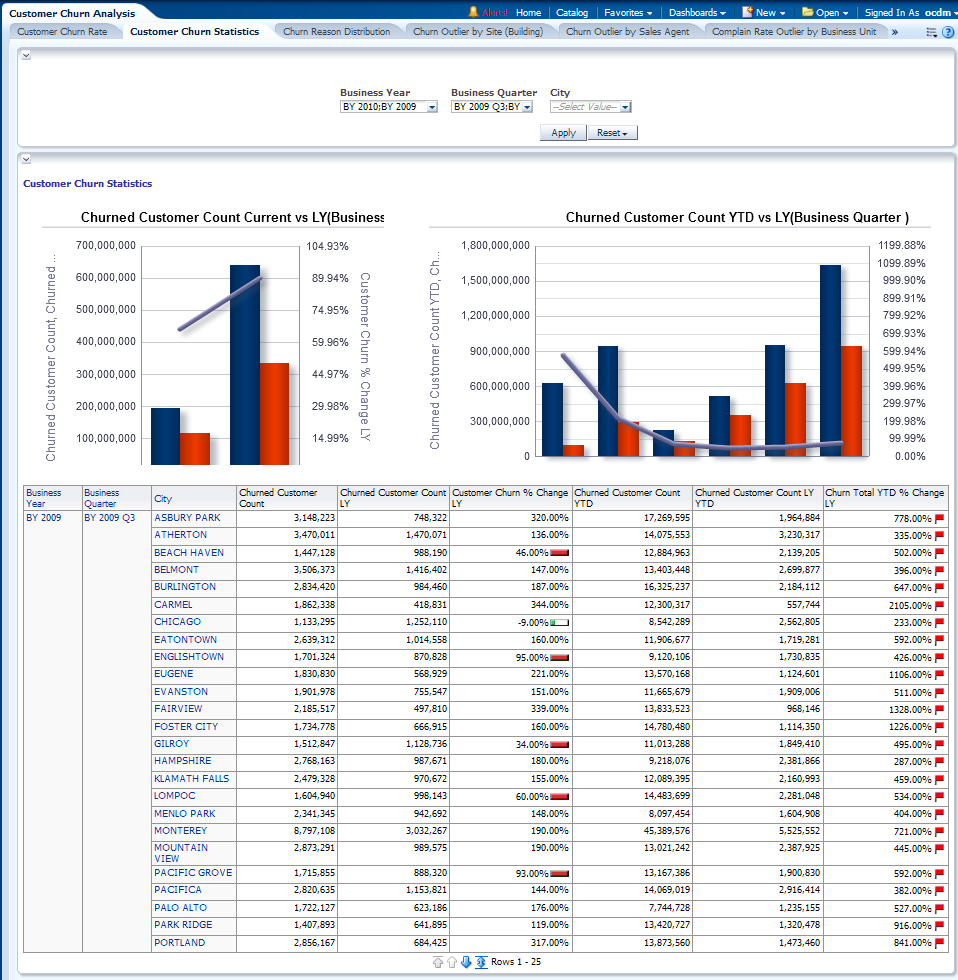 Customer Churn Analysis
Alerts! Home Catalog Favorites Dashboards New Open Signed In As ocdm
Customer Churn Rate Customer Churn Statistics Churn Reason Distribution Churn Outlier by Site (Building) Churn Outlier by Sales Agent Complain Rate Outlier by Business Unit »
Business Year Business Quarter City
BY 2010;BY 2009 BY 2009 Q3;BY --Select Value--
Apply Reset
Customer Churn Statistics
Churned Customer Count Current vs LY(Business
700,000,000
600,000,000
500,000,000
400,000,000
300,000,000
200,000,000
100,000,000
Churned Customer Count, Churned ...
104.93%
89.94%
74.95%
59.96%
44.97%
29.98%
14.99%
Customer Churn % Change LY
Churned Customer Count YTD vs LY(Business Quarter )
1,800,000,000
1,500,000,000
1,200,000,000
900,000,000
600,000,000
300,000,000
0
Churned Customer Count YTD, Ch...
1199.88%
1099.89%
999.90%
899.91%
799.92%
699.93%
599.94%
499.95%
399.96%
299.97%
199.98%
99.99%
0.00%
Business Year Business Quarter City Churned Customer Count Churned Customer Count LY Customer Churn % Change LY Churned Customer Count YTD Churned Customer Count LY YTD Churn Total YTD % Change LY
BY 2009 BY 2009 Q3 ASBURY PARK 3,148,223 748,322 320.00% 17,269,595 1,964,884 778.00%
ATHERTON 3,470,011 1,470,071 136.00% 14,075,553 3,230,317 335.00%
BEACH HAVEN 1,447,128 988,190 46.00% 12,884,963 2,139,205 502.00%
BELMONT 3,506,373 1,416,402 147.00% 13,403,448 2,699,877 396.00%
BURLINGTON 2,834,420 984,460 187.00% 16,325,237 2,184,112 647.00%
CARMEL 1,862,338 418,831 344.00% 12,300,317 557,744 2105.00%
CHICAGO 1,133,295 1,252,110 -9.00% 8,542,289 2,562,805 233.00%
EATONTOWN 2,639,312 1,014,558 160.00% 11,906,677 1,719,281 592.00%
ENGLISHTOWN 1,701,324 870,828 95.00% 9,120,106 1,730,835 426.00%
EUGENE 1,830,830 568,929 221.00% 13,570,168 1,124,601 1106.00%
EVANSTON 1,901,978 755,547 151.00% 11,665,679 1,909,006 511.00%
FAIRVIEW 2,185,517 497,810 339.00% 13,833,523 968,146 1328.00%
FOSTER CITY 1,734,778 666,915 160.00% 14,780,480 1,114,350 1226.00%
GILROY 1,512,847 1,128,736 34.00% 11,013,288 1,849,410 495.00%
HAMPSHIRE 2,768,163 987,671 180.00% 9,218,076 2,381,866 287.00%
KLAMATH FALLS 2,479,328 970,672 155.00% 12,089,395 2,160,993 459.00%
LOMPOC 1,604,940 998,143 60.00% 14,483,699 2,281,048 534.00%
MENLO PARK 2,341,345 942,692 148.00% 8,097,454 1,604,908 404.00%
MONTEREY 8,797,108 3,032,267 190.00% 45,389,576 5,525,552 721.00%
MOUNTAIN VIEW 2,873,291 989,575 190.00% 13,021,242 2,387,925 445.00%
PACIFIC GROVE 1,715,855 888,320 93.00% 13,167,386 1,900,830 592.00%
PACIFICA 2,820,635 1,153,821 144.00% 14,069,019 2,916,414 382.00%
PALO ALTO 1,722,127 623,186 176.00% 7,744,728 1,235,155 527.00%
PARK RIDGE 1,407,893 641,895 119.00% 13,420,727 1,320,478 916.00%
PORTLAND 2,856,167 684,425 317.00% 13,873,560 1,473,460 841.00%
Rows 1 - 25